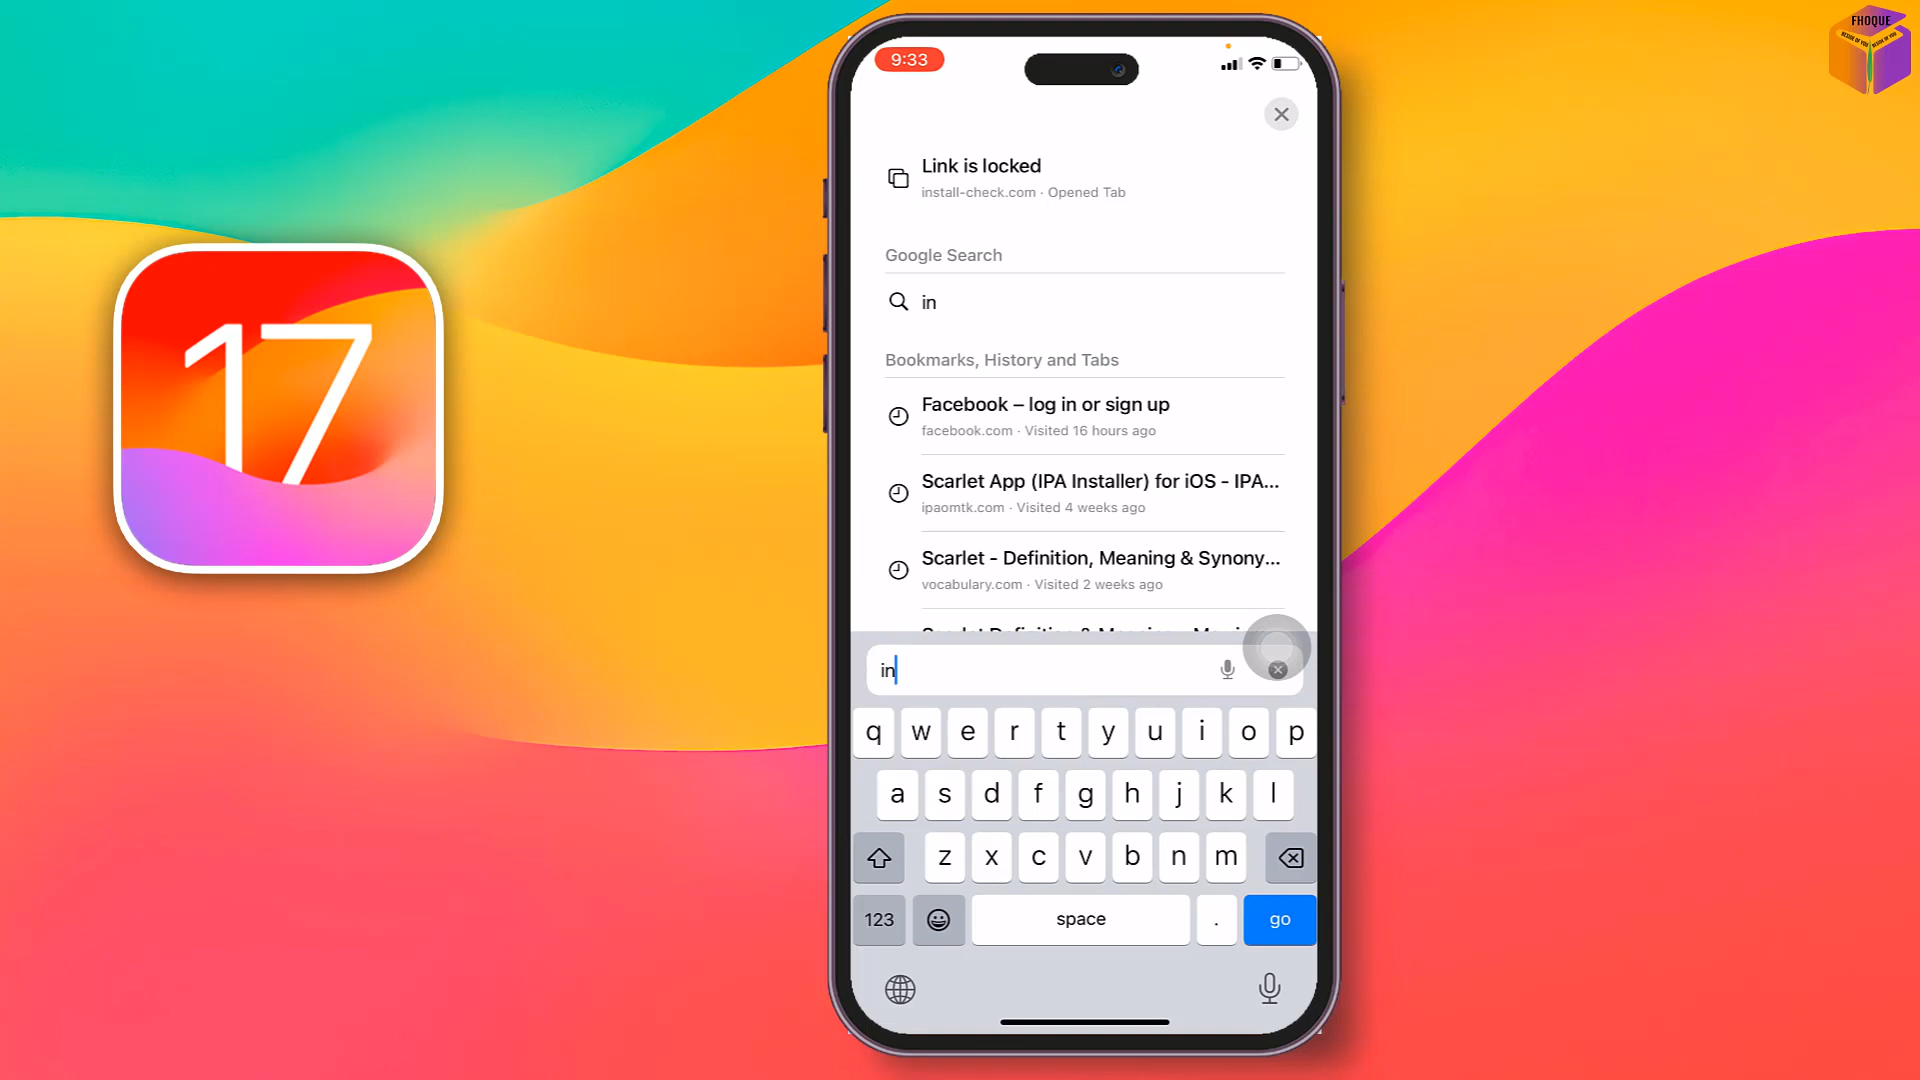 FHOQUE
9:33
Link is locked
install-check.com · Opened Tab
Google Search
in
Bookmarks, History and Tabs
Facebook – log in or sign up
facebook.com · Visited 16 hours ago
Scarlet App (IPA Installer) for iOS - IPA...
ipaomtk.com · Visited 4 weeks ago
Scarlet - Definition, Meaning & Synony...
vocabulary.com · Visited 2 weeks ago
17
in
q w e r t y u i o p
a s d f g h j k l
z x c v b n m
123 space . go